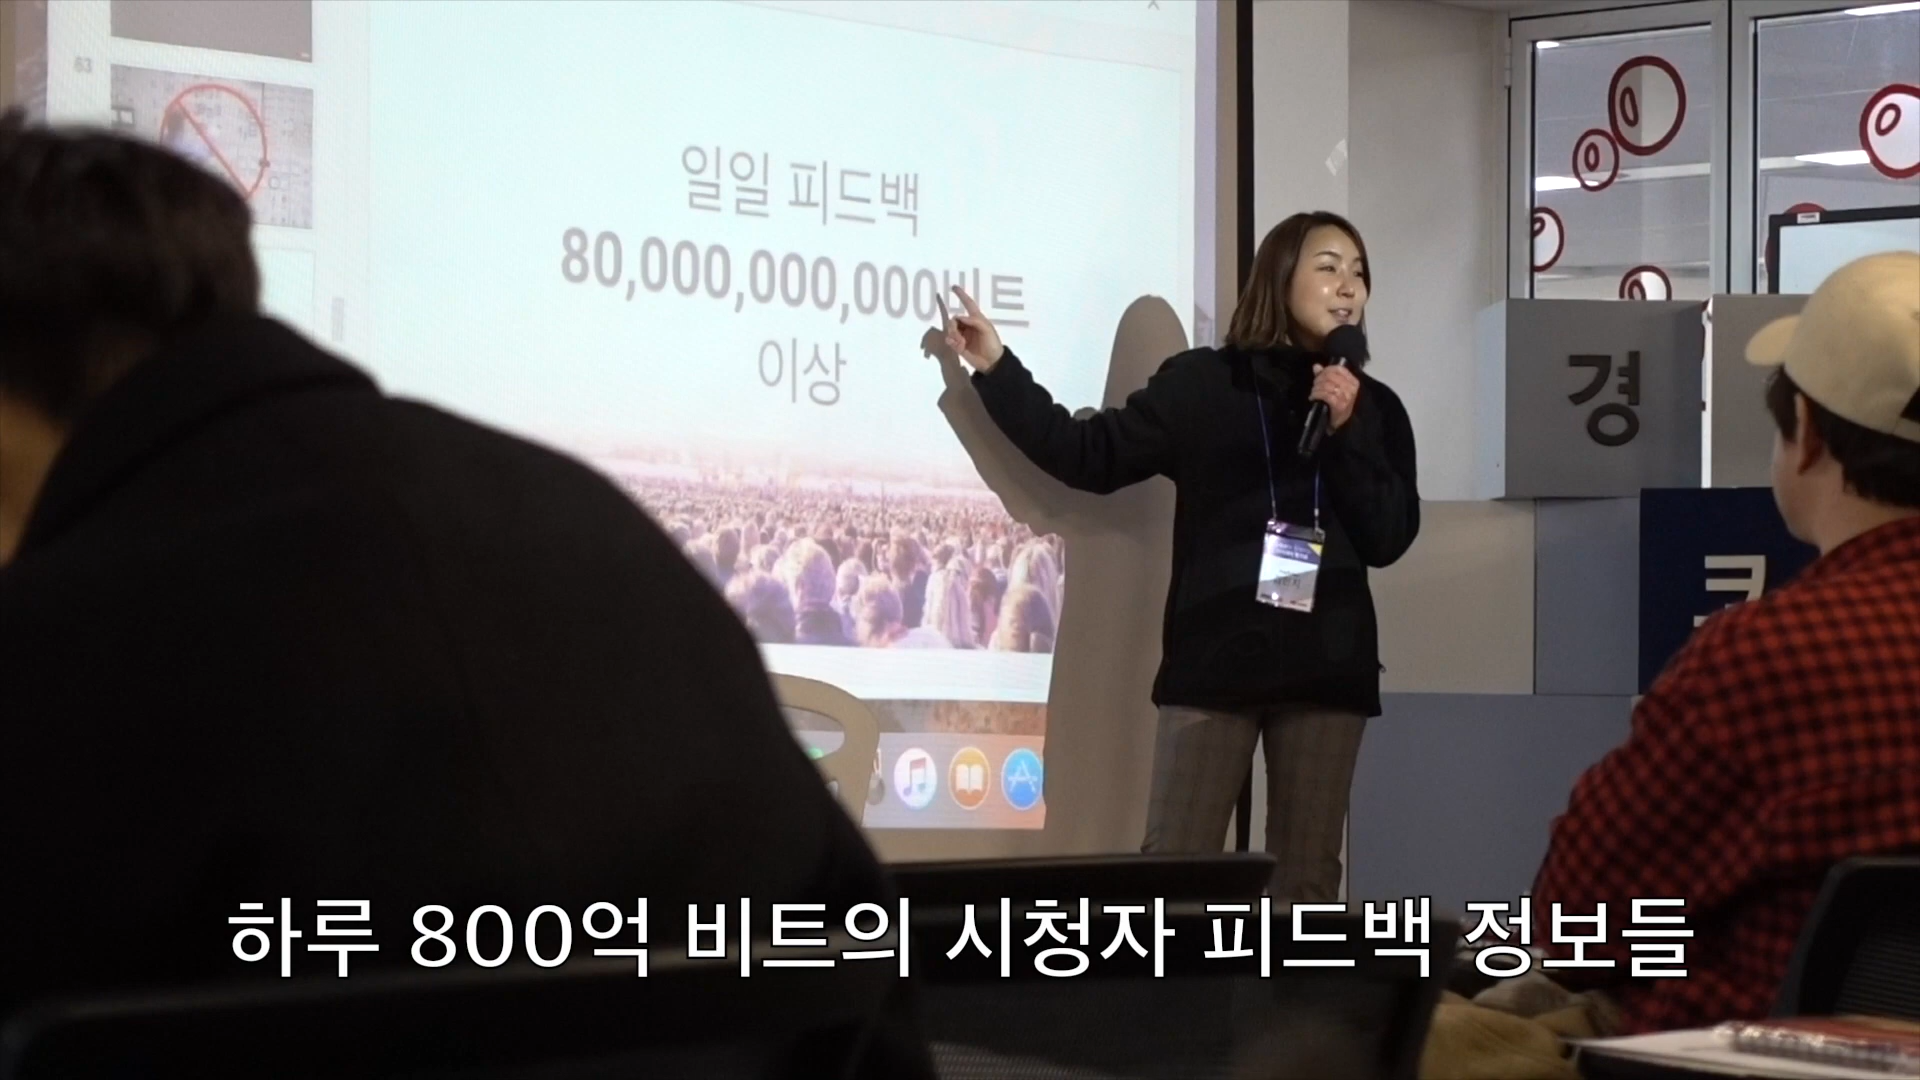 63
일일 피드백
80,000,000,000비트
이상
경
하루 800억 비트의 시청자 피드백 정보들